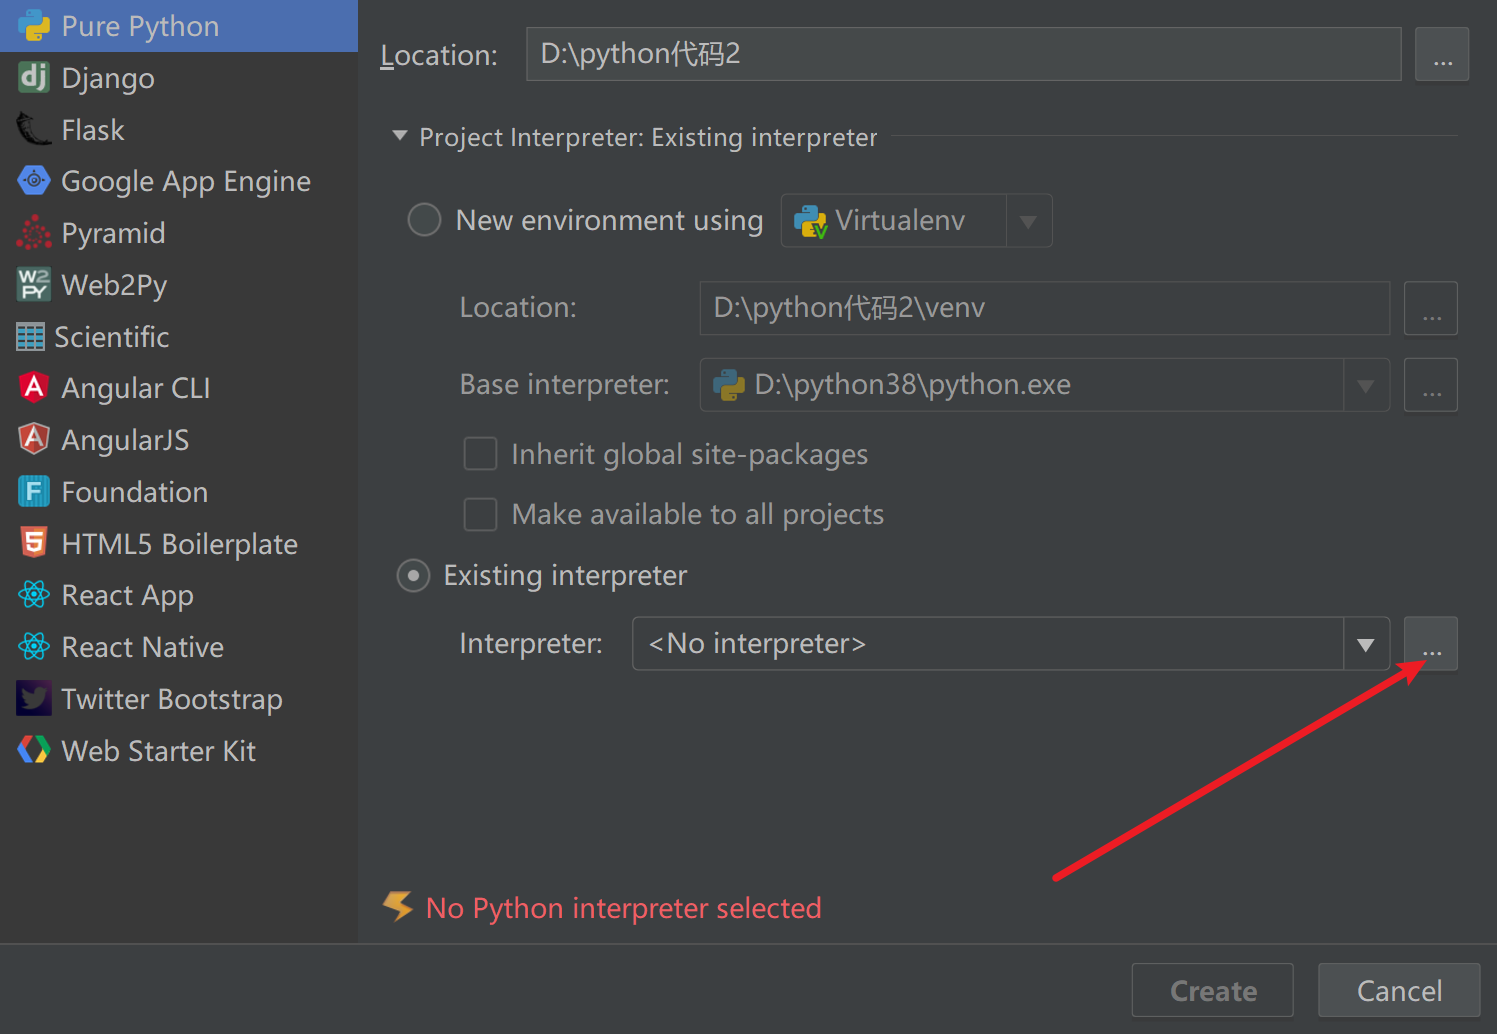 Pure Python
Django
Flask
Google App Engine
Pyramid
Web2Py
Scientific
Angular CLI
AngularJS
Foundation
HTML5 Boilerplate
React App
React Native
Twitter Bootstrap
Web Starter Kit
Location: D:\python代码2 ...
Project Interpreter: Existing interpreter
New environment using Virtualenv
Location: D:\python代码2\venv ...
Base interpreter: D:\python38\python.exe ...
Inherit global site-packages
Make available to all projects
Existing interpreter
Interpreter: <No interpreter> ...
No Python interpreter selected
Create Cancel